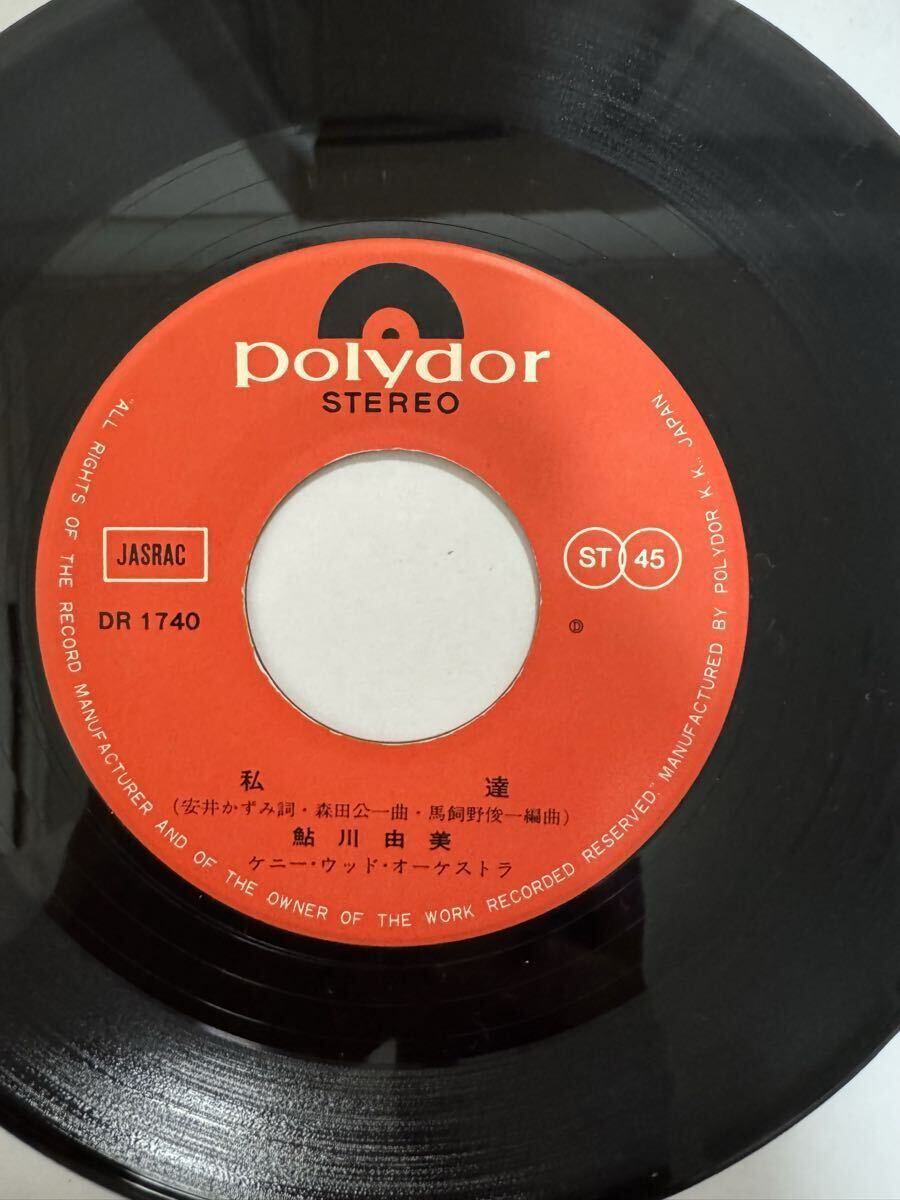 polydor
STEREO
JASRAC
ST 45
DR 1740
Ⓓ
私 達
(安井かずみ詞・森田公一曲・馬飼野俊一編曲)
鮎川由美
ケニー・ウッド・オーケストラ
"ALL RIGHTS OF THE RECORD MANUFACTURER AND OF THE OWNER OF THE WORK RECORDED RESERVED." MANUFACTURED BY POLYDOR K. K., JAPAN.